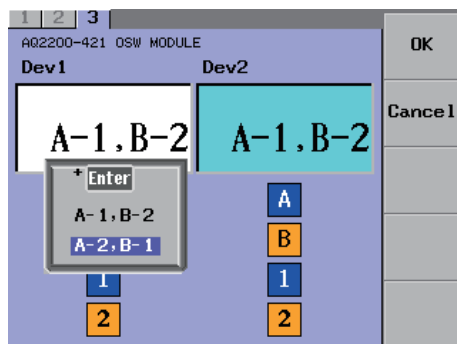 1 2 3
AQ2200-421 OSW MODULE
Dev1 Dev2
A-1,B-2 A-1,B-2
+Enter
A-1,B-2
A-2,B-1
1
2
A
B
1
2
OK
Cancel